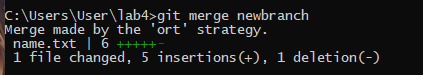 C:\Users\User\lab4>git merge newbranch
Merge made by the 'ort' strategy.
 name.txt | 6 +++++-
 1 file changed, 5 insertions(+), 1 deletion(-)